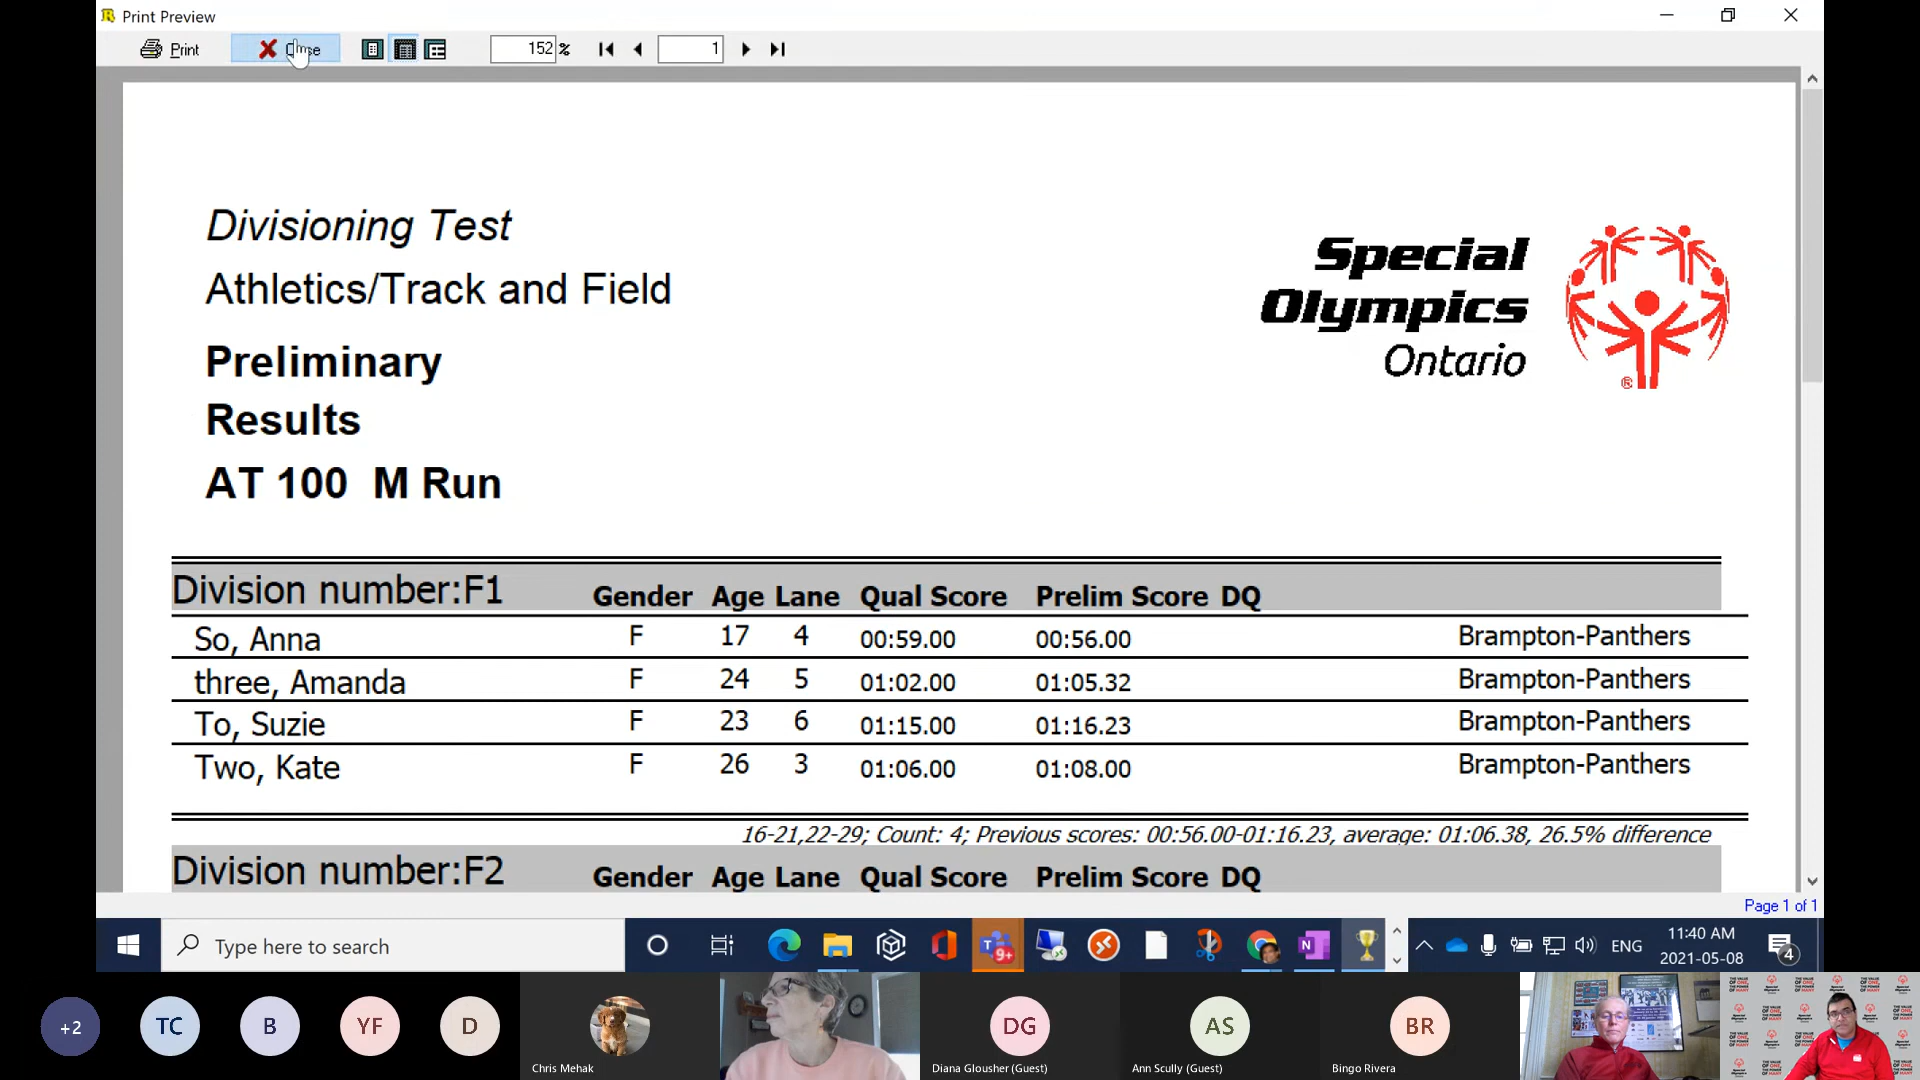 Print Preview
Print
Close
152 %
1
Divisioning Test
Athletics/Track and Field
Preliminary
Results
AT 100 M Run
Special
Olympics
Ontario
®
Division number:F1 Gender Age Lane Qual Score Prelim Score DQ
So, Anna F 17 4 00:59.00 00:56.00 Brampton-Panthers
three, Amanda F 24 5 01:02.00 01:05.32 Brampton-Panthers
To, Suzie F 23 6 01:15.00 01:16.23 Brampton-Panthers
Two, Kate F 26 3 01:06.00 01:08.00 Brampton-Panthers
16-21,22-29; Count: 4; Previous scores: 00:56.00-01:16.23, average: 01:06.38, 26.5% difference
Division number:F2 Gender Age Lane Qual Score Prelim Score DQ
Page 1 of 1
Type here to search
9+
ENG
11:40 AM
2021-05-08
4
+2
TC
B
YF
D
Chris Mehak
DG
Diana Glousher (Guest)
AS
Ann Scully (Guest)
BR
Bingo Rivera